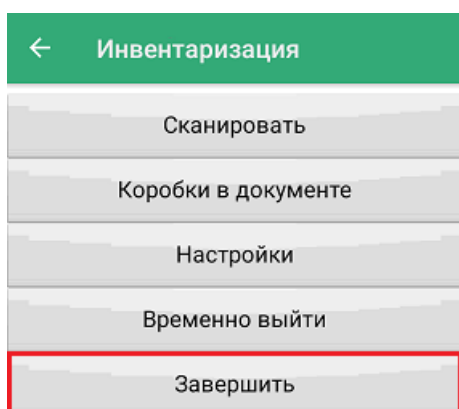 Инвентаризация
Сканировать
Коробки в документе
Настройки
Временно выйти
Завершить